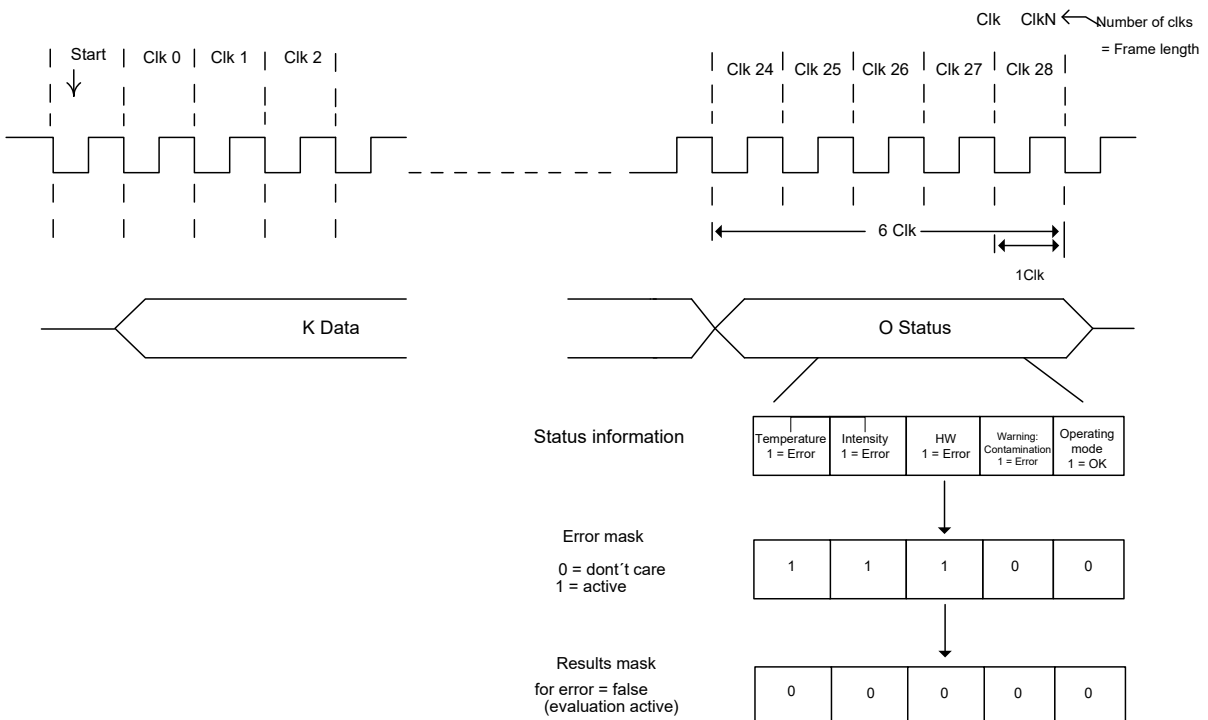 Clk ClkN Number of clks
= Frame length
Start Clk 0 Clk 1 Clk 2 Clk 24 Clk 25 Clk 26 Clk 27 Clk 28
6 Clk
1Clk
K Data O Status
Status information
Temperature
1 = Error
Intensity
1 = Error
HW
1 = Error
Warning:
Contamination
1 = Error
Operating
mode
1 = OK
Error mask
0 = dont´t care
1 = active
1 1 1 0 0
Results mask
for error = false
(evaluation active)
0 0 0 0 0